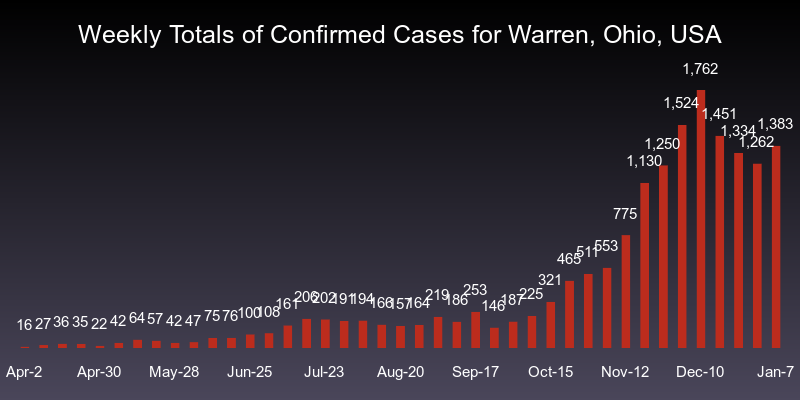 Weekly Totals of Confirmed Cases for Warren, Ohio, USA
16 27 36 35 22 42 64 57 42 47 75 76 100 108 161 206 202 191 194 166 157 164 219 186 253 146 187 225 321 465 511 553 775 1,130 1,250 1,524 1,762 1,451 1,334 1,262 1,383
Apr-2 Apr-30 May-28 Jun-25 Jul-23 Aug-20 Sep-17 Oct-15 Nov-12 Dec-10 Jan-7